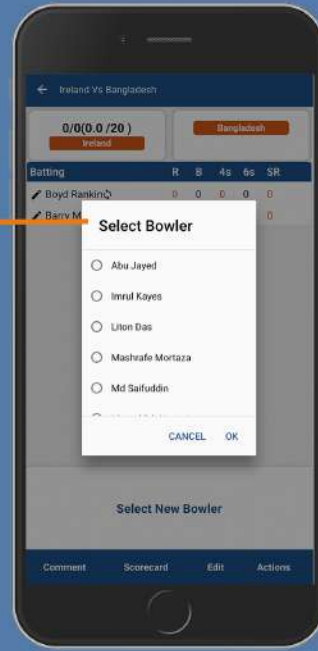 Ireland Vs Bangladesh
0/0(0.0 /20 )
Ireland
Bangladesh
Batting R B 4s 6s SR
Boyd Rankin 0 0 0 0 0
Barry M 0
Select Bowler
Abu Jayed
Imrul Kayes
Liton Das
Mashrafe Mortaza
Md Saifuddin
CANCEL OK
Select New Bowler
Comment Scorecard Edit Actions